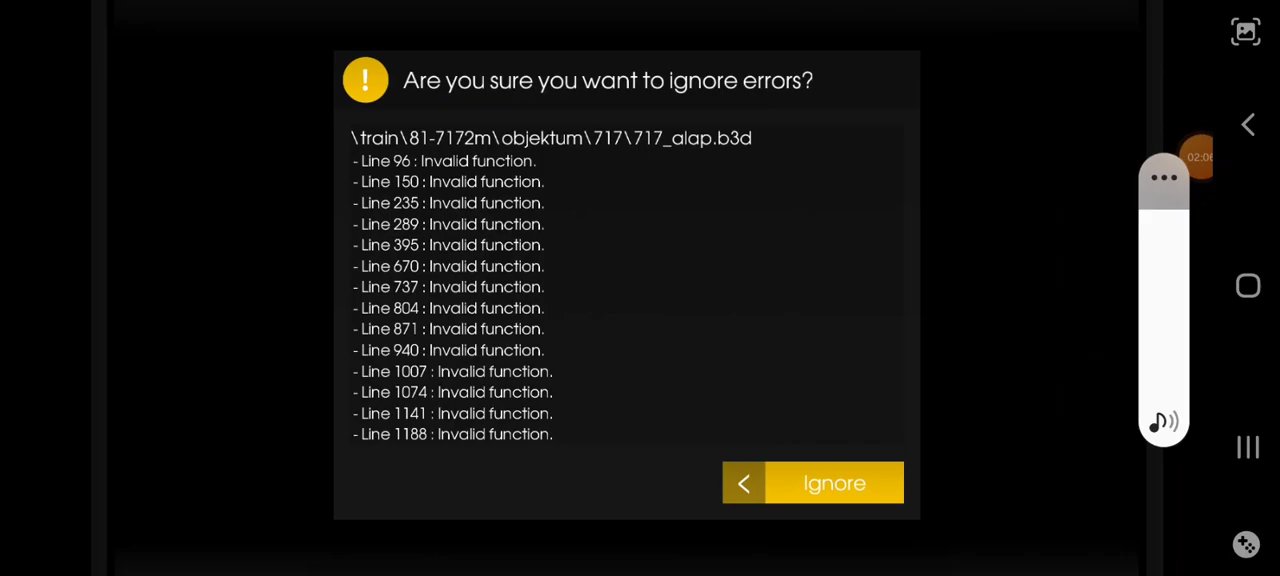 ! Are you sure you want to ignore errors?
\train\81-7172m\objektum\717\717_alap.b3d
- Line 96 : Invalid function.
- Line 150 : Invalid function.
- Line 235 : Invalid function.
- Line 289 : Invalid function.
- Line 395 : Invalid function.
- Line 670 : Invalid function.
- Line 737 : Invalid function.
- Line 804 : Invalid function.
- Line 871 : Invalid function.
- Line 940 : Invalid function.
- Line 1007 : Invalid function.
- Line 1074 : Invalid function.
- Line 1141 : Invalid function.
- Line 1188 : Invalid function.
< Ignore
02:06